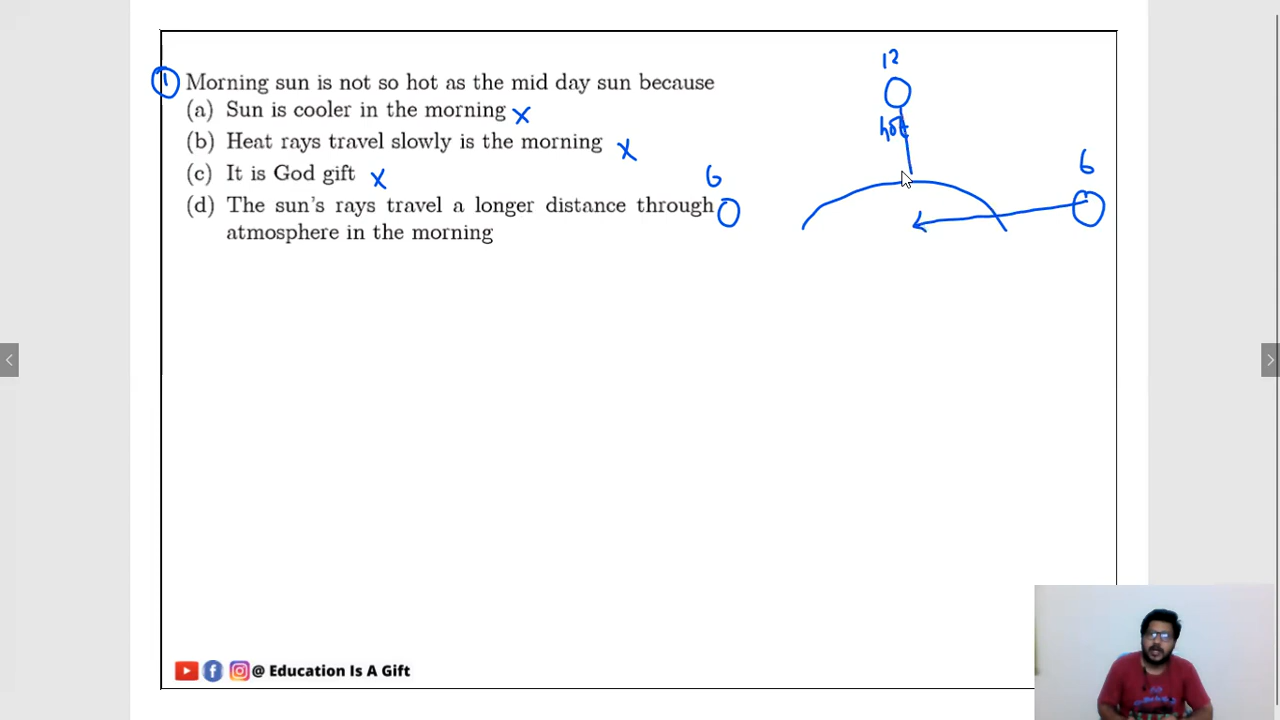 ① Morning sun is not so hot as the mid day sun because
(a) Sun is cooler in the morning x
(b) Heat rays travel slowly is the morning x
(c) It is God gift x
(d) The sun's rays travel a longer distance through
atmosphere in the morning
12
hot
6
6
@ Education Is A Gift